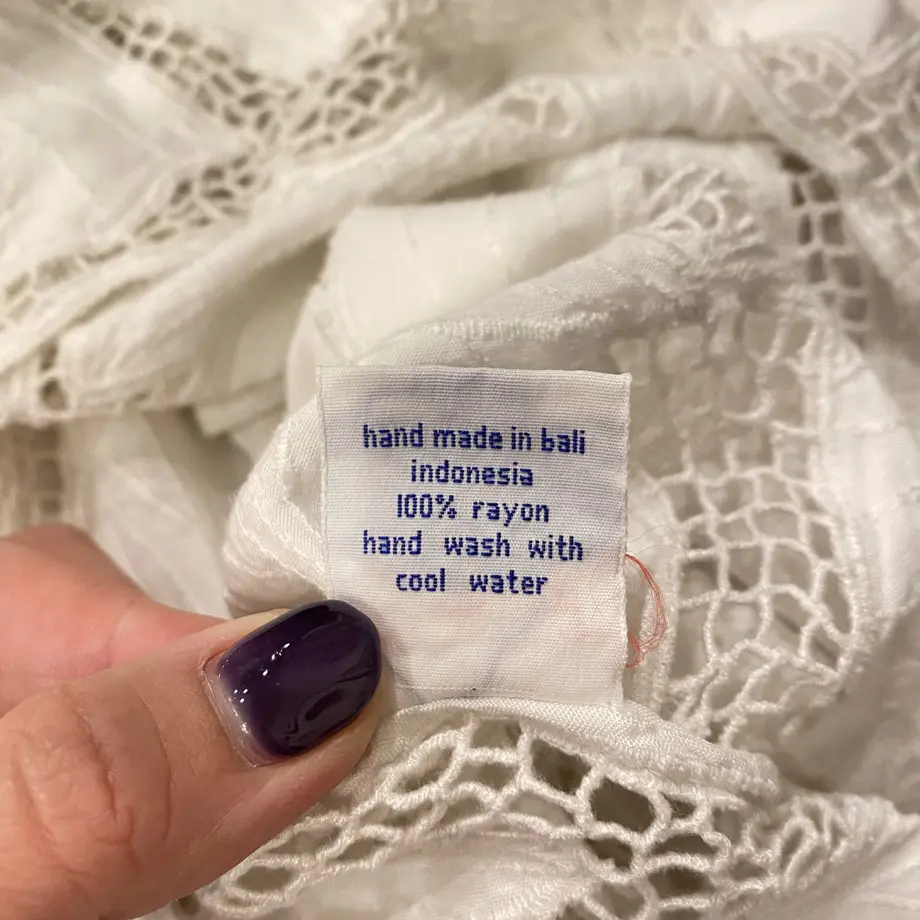 hand made in bali
indonesia
100% rayon
hand wash with
cool water